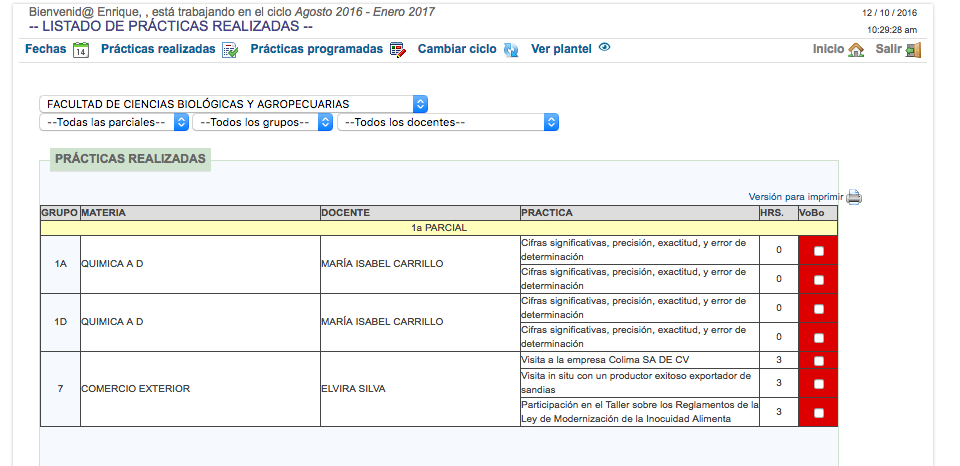 Bienvenid@ Enrique, , está trabajando en el ciclo Agosto 2016 - Enero 2017
12 / 10 / 2016
-- LISTADO DE PRÁCTICAS REALIZADAS --
10:29:28 am
Fechas 14 Prácticas realizadas Prácticas programadas Cambiar ciclo Ver plantel Inicio Salir
FACULTAD DE CIENCIAS BIOLÓGICAS Y AGROPECUARIAS
--Todas las parciales-- --Todos los grupos-- --Todos los docentes--
PRÁCTICAS REALIZADAS
Versión para imprimir
GRUPO MATERIA DOCENTE PRACTICA HRS. VoBo
1a PARCIAL
1A QUIMICA A D MARÍA ISABEL CARRILLO
Cifras significativas, precisión, exactitud, y error de
determinación 0
Cifras significativas, precisión, exactitud, y error de
determinación 0
1D QUIMICA A D MARÍA ISABEL CARRILLO
Cifras significativas, precisión, exactitud, y error de
determinación 0
Cifras significativas, precisión, exactitud, y error de
determinación 0
7 COMERCIO EXTERIOR ELVIRA SILVA
Visita a la empresa Colima SA DE CV 3
Visita in situ con un productor exitoso exportador de
sandias 3
Participación en el Taller sobre los Reglamentos de la
Ley de Modernización de la Inocuidad Alimenta 3